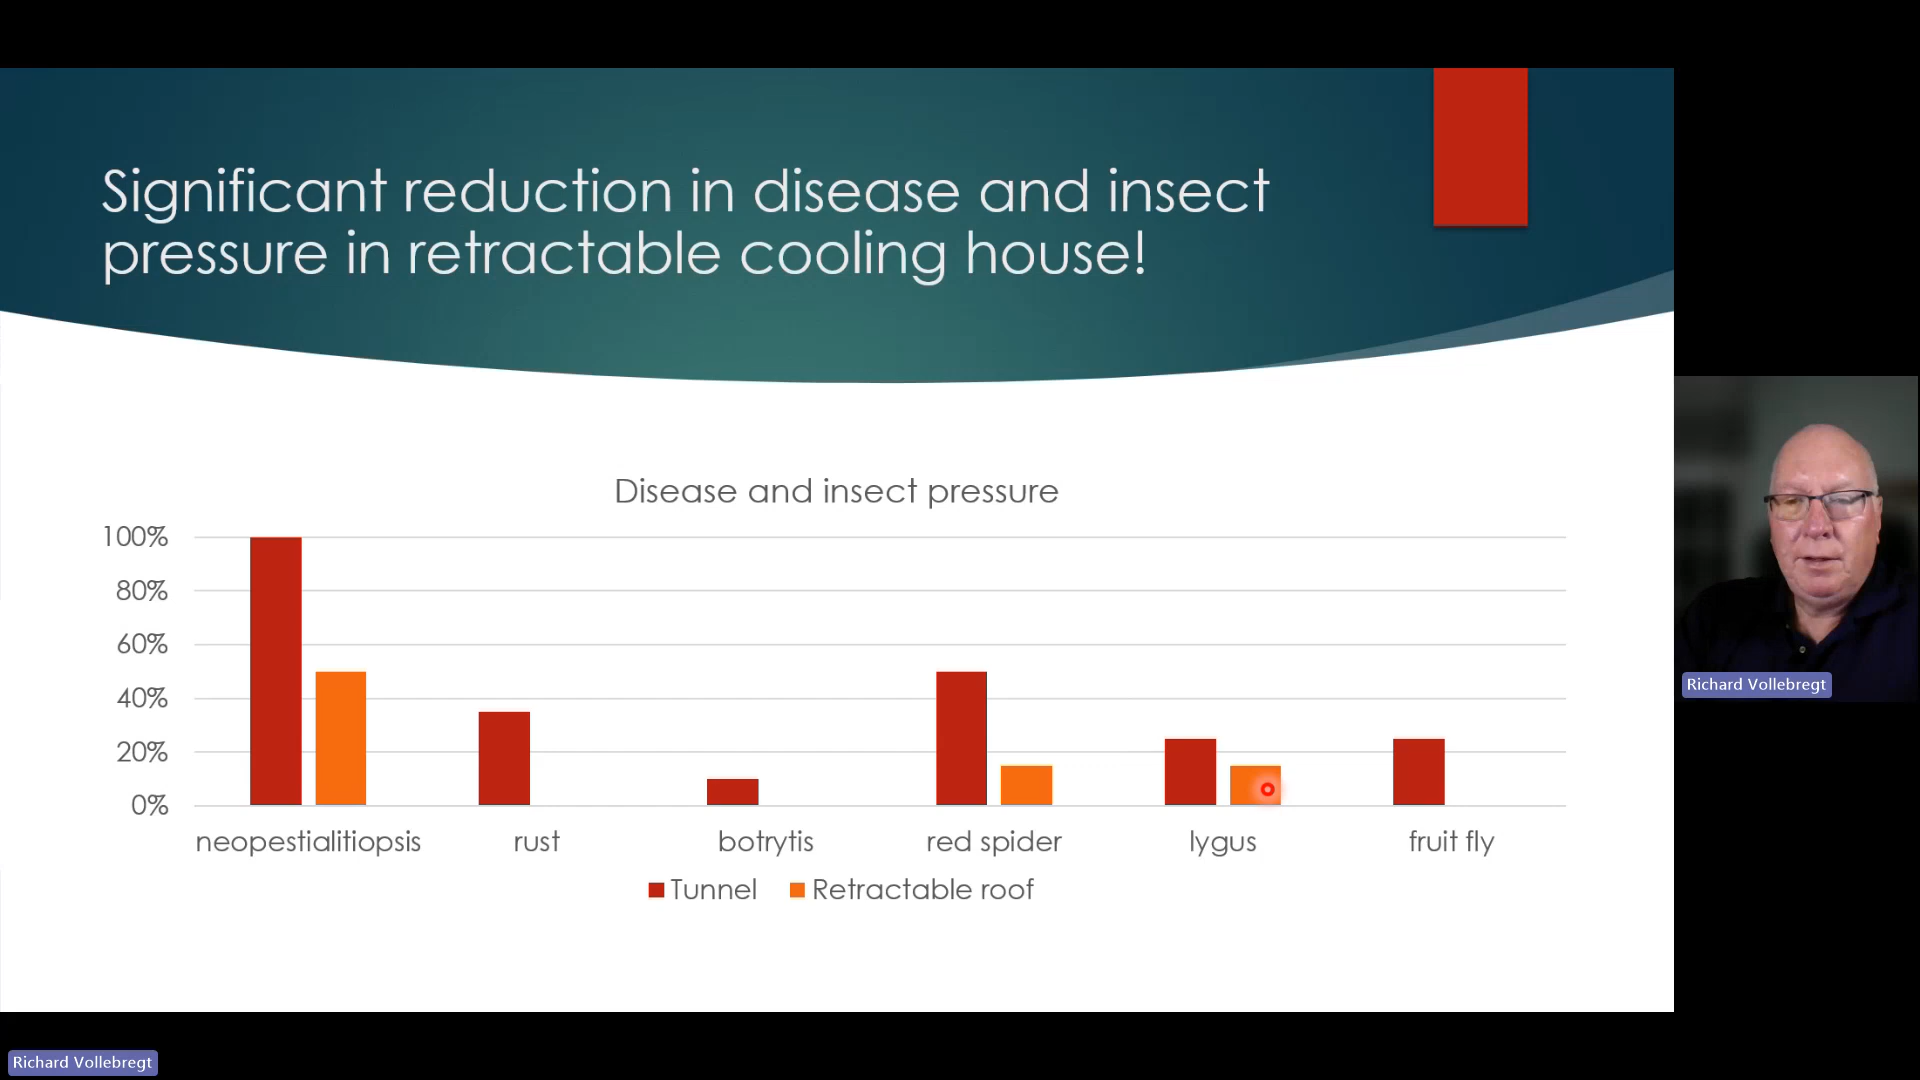 Significant reduction in disease and insect
pressure in retractable cooling house!
Disease and insect pressure
100%
80%
60%
40%
20%
0%
neopestialitiopsis rust botrytis red spider lygus fruit fly
Tunnel Retractable roof
Richard Vollebregt
Richard Vollebregt